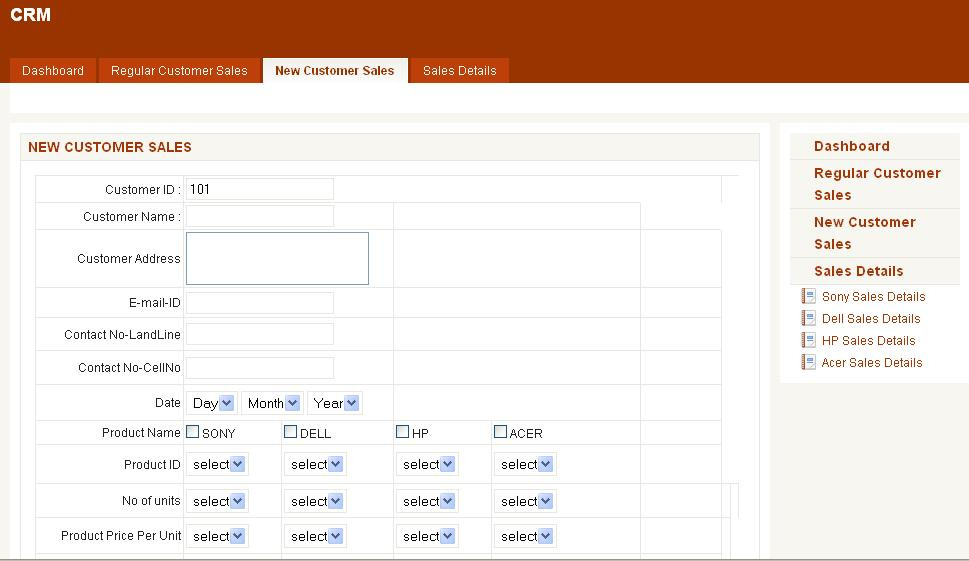 CRM
Dashboard Regular Customer Sales New Customer Sales Sales Details
NEW CUSTOMER SALES
Customer ID : 101
Customer Name :
Customer Address
E-mail-ID
Contact No-LandLine
Contact No-CellNo
Date Day Month Year
Product Name SONY DELL HP ACER
Product ID select select select select
No of units select select select select
Product Price Per Unit select select select select
Dashboard
Regular Customer
Sales
New Customer
Sales
Sales Details
Sony Sales Details
Dell Sales Details
HP Sales Details
Acer Sales Details